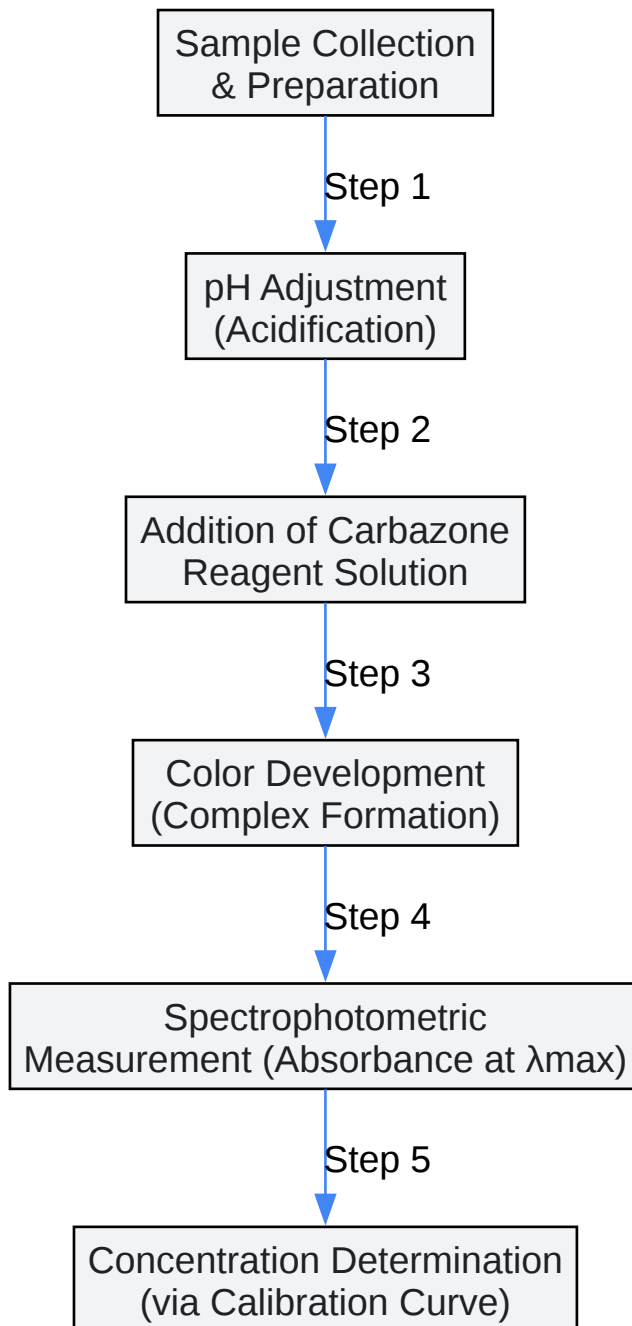 Sample Collection
& Preparation
Step 1
pH Adjustment
(Acidification)
Step 2
Addition of Carbazone
Reagent Solution
Step 3
Color Development
(Complex Formation)
Step 4
Spectrophotometric
Measurement (Absorbance at λmax)
Step 5
Concentration Determination
(via Calibration Curve)